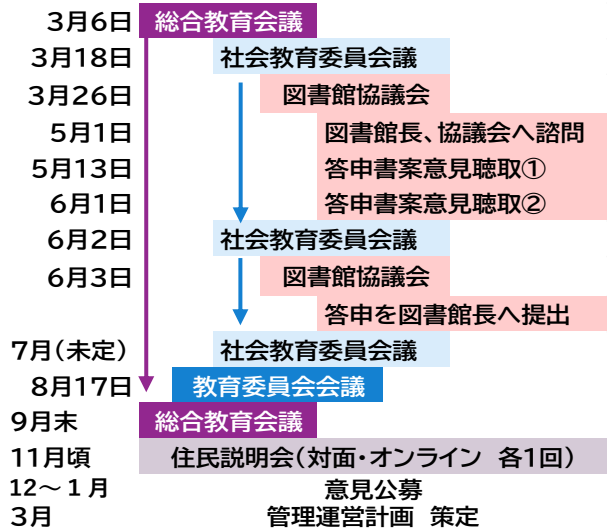 3月6日 総合教育会議
3月18日 社会教育委員会議
3月26日 図書館協議会
5月1日 図書館長、協議会へ諮問
5月13日 答申書案意見聴取①
6月1日 答申書案意見聴取②
6月2日 社会教育委員会議
6月3日 図書館協議会
答申を図書館長へ提出
7月(未定) 社会教育委員会議
8月17日 教育委員会会議
9月末 総合教育会議
11月頃 住民説明会(対面・オンライン 各1回)
12~1月 意見公募
3月 管理運営計画 策定